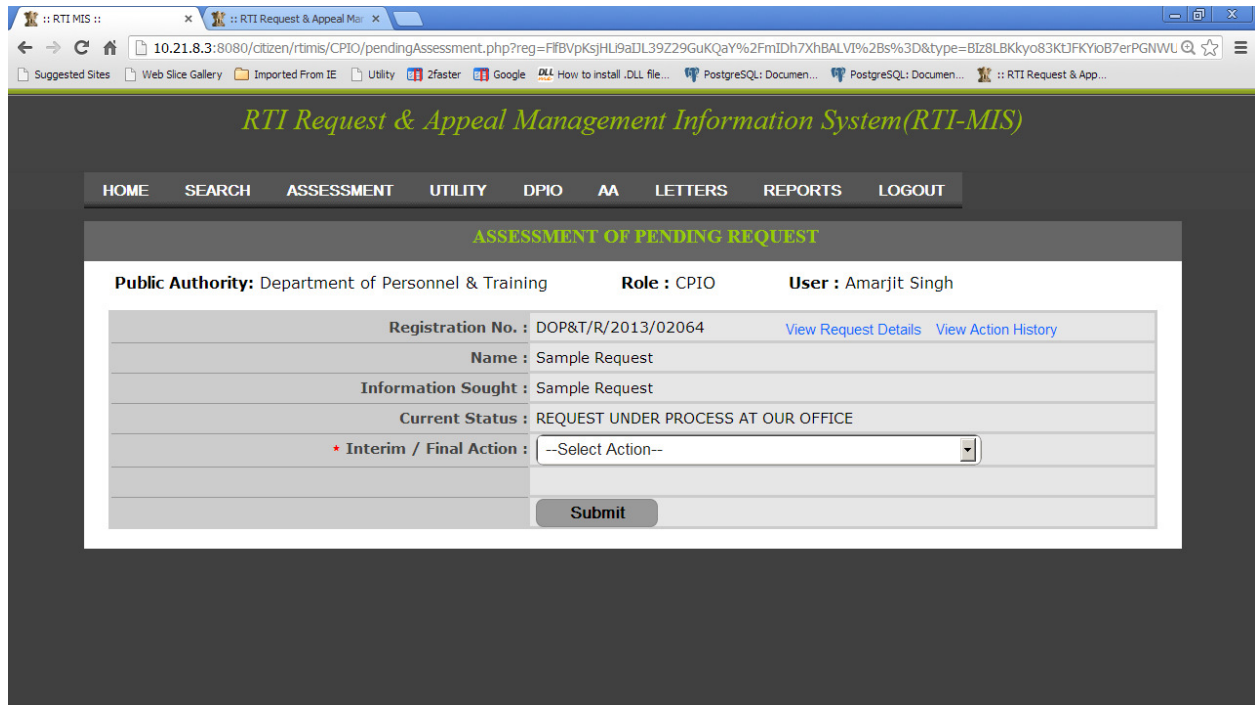 :: RTI MIS ::
:: RTI Request & Appeal Mar
10.21.8.3:8080/citizen/rtimis/CPIO/pendingAssessment.php?reg=FlfBVpKsjHLi9aIJL39Z29GuKQaY%2FmIDh7XhBALVI%2Bs%3D&type=BIz8LBKkyo83KtJFKYioB7erPGNWU
Suggested Sites Web Slice Gallery Imported From IE Utility 2faster Google DLL How to install .DLL file... PostgreSQL: Documen... PostgreSQL: Documen... :: RTI Request & App...
RTI Request & Appeal Management Information System(RTI-MIS)
HOME SEARCH ASSESSMENT UTILITY DPIO AA LETTERS REPORTS LOGOUT
ASSESSMENT OF PENDING REQUEST
Public Authority: Department of Personnel & Training Role : CPIO User : Amarjit Singh
Registration No. : DOP&T/R/2013/02064 View Request Details View Action History
Name : Sample Request
Information Sought : Sample Request
Current Status : REQUEST UNDER PROCESS AT OUR OFFICE
* Interim / Final Action : --Select Action--
Submit